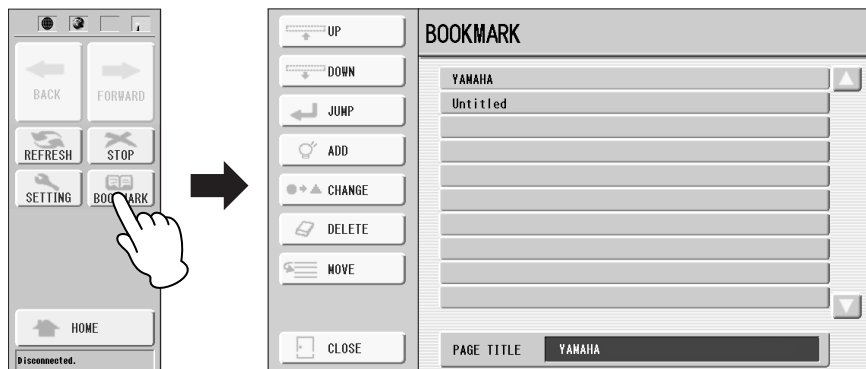 BACK
FORWARD
REFRESH
STOP
SETTING
BOOKMARK
HOME
Disconnected.
UP
DOWN
JUMP
ADD
CHANGE
DELETE
MOVE
CLOSE
BOOKMARK
YAMAHA
Untitled
PAGE TITLE YAMAHA